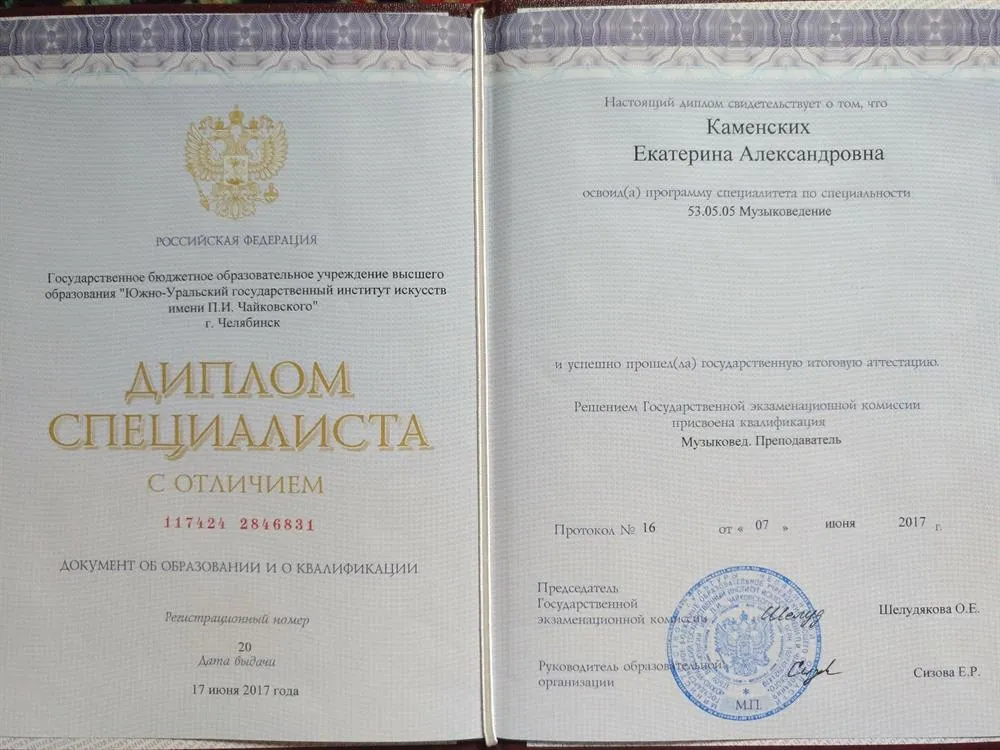 РОССИЙСКАЯ ФЕДЕРАЦИЯ
Государственное бюджетное образовательное учреждение высшего
образования "Южно-Уральский государственный институт искусств
имени П.И. Чайковского"
г. Челябинск
ДИПЛОМ
СПЕЦИАЛИСТА
С ОТЛИЧИЕМ
117424 2846831
ДОКУМЕНТ ОБ ОБРАЗОВАНИИ И О КВАЛИФИКАЦИИ
Регистрационный номер
20
Дата выдачи
17 июня 2017 года
Настоящий диплом свидетельствует о том, что
Каменских
Екатерина Александровна
освоил(а) программу специалитета по специальности
53.05.05 Музыковедение
и успешно прошел(ла) государственную итоговую аттестацию.
Решением Государственной экзаменационной комиссии
присвоена квалификация
Музыковед. Преподаватель
Протокол № 16 от « 07 » июня 2017 г.
Председатель
Государственной
экзаменационной комиссии
Шелудякова О.Е.
Руководитель образовательной
организации
Сизова Е.Р.
М.П.